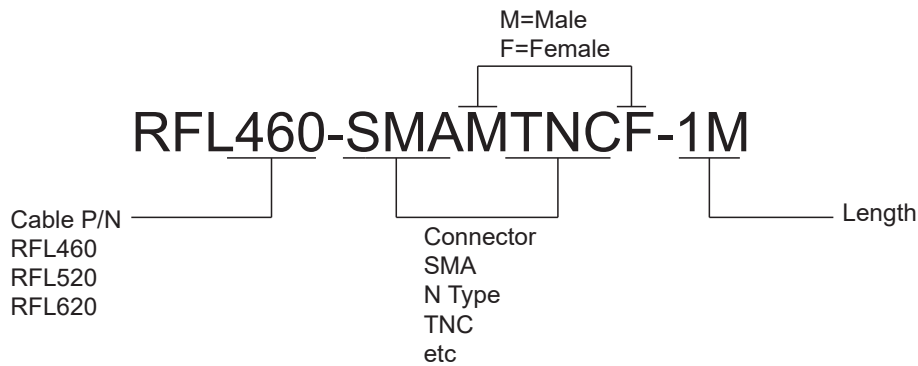 M=Male
F=Female
RFL460-SMAMTNCF-1M
Cable P/N
RFL460
RFL520
RFL620
Connector
SMA
N Type
TNC
etc
Length